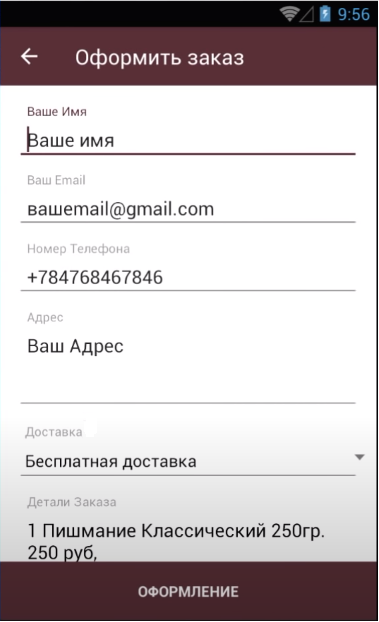 9:56
Оформить заказ
Ваше Имя
Ваше имя
Ваш Email
вашemail@gmail.com
Номер Телефона
+784768467846
Адрес
Ваш Адрес
Доставка
Бесплатная доставка
Детали Заказа
1 Пишмание Классический 250гр.
250 руб,
ОФОРМЛЕНИЕ